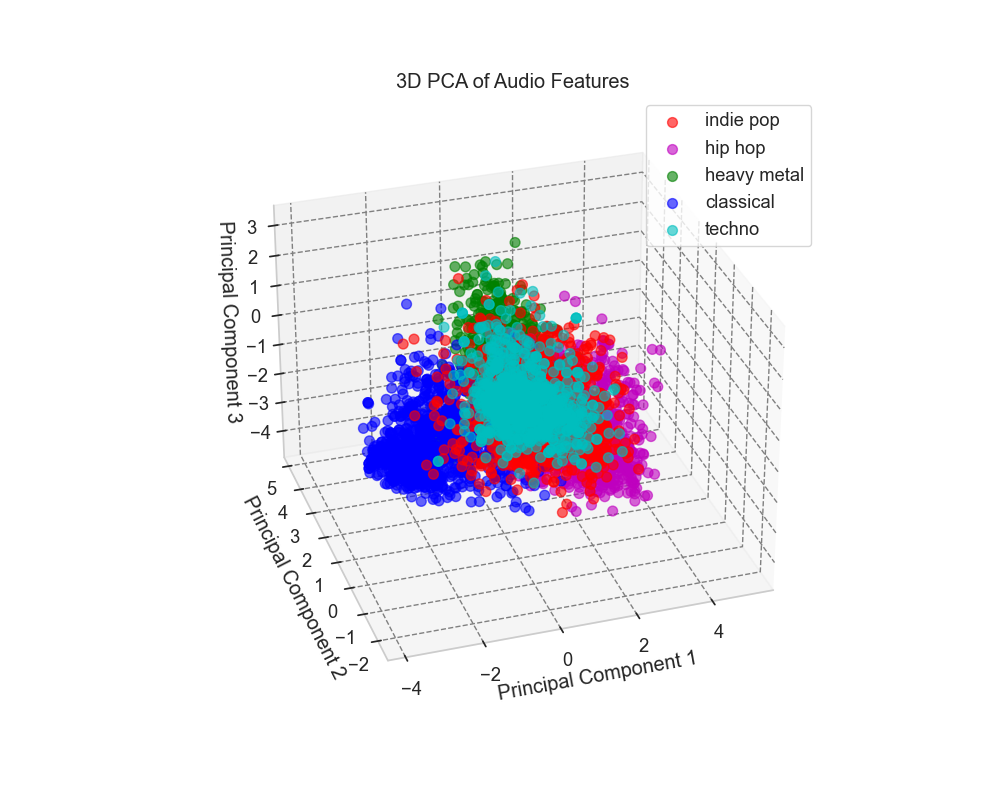 3D PCA of Audio Features
indie pop
hip hop
heavy metal
classical
techno
Principal Component 3
3
2
1
0
−1
−2
−3
−4
Principal Component 2
5
4
3
2
1
0
−1
−2
−4
−2
0
2
4
Principal Component 1